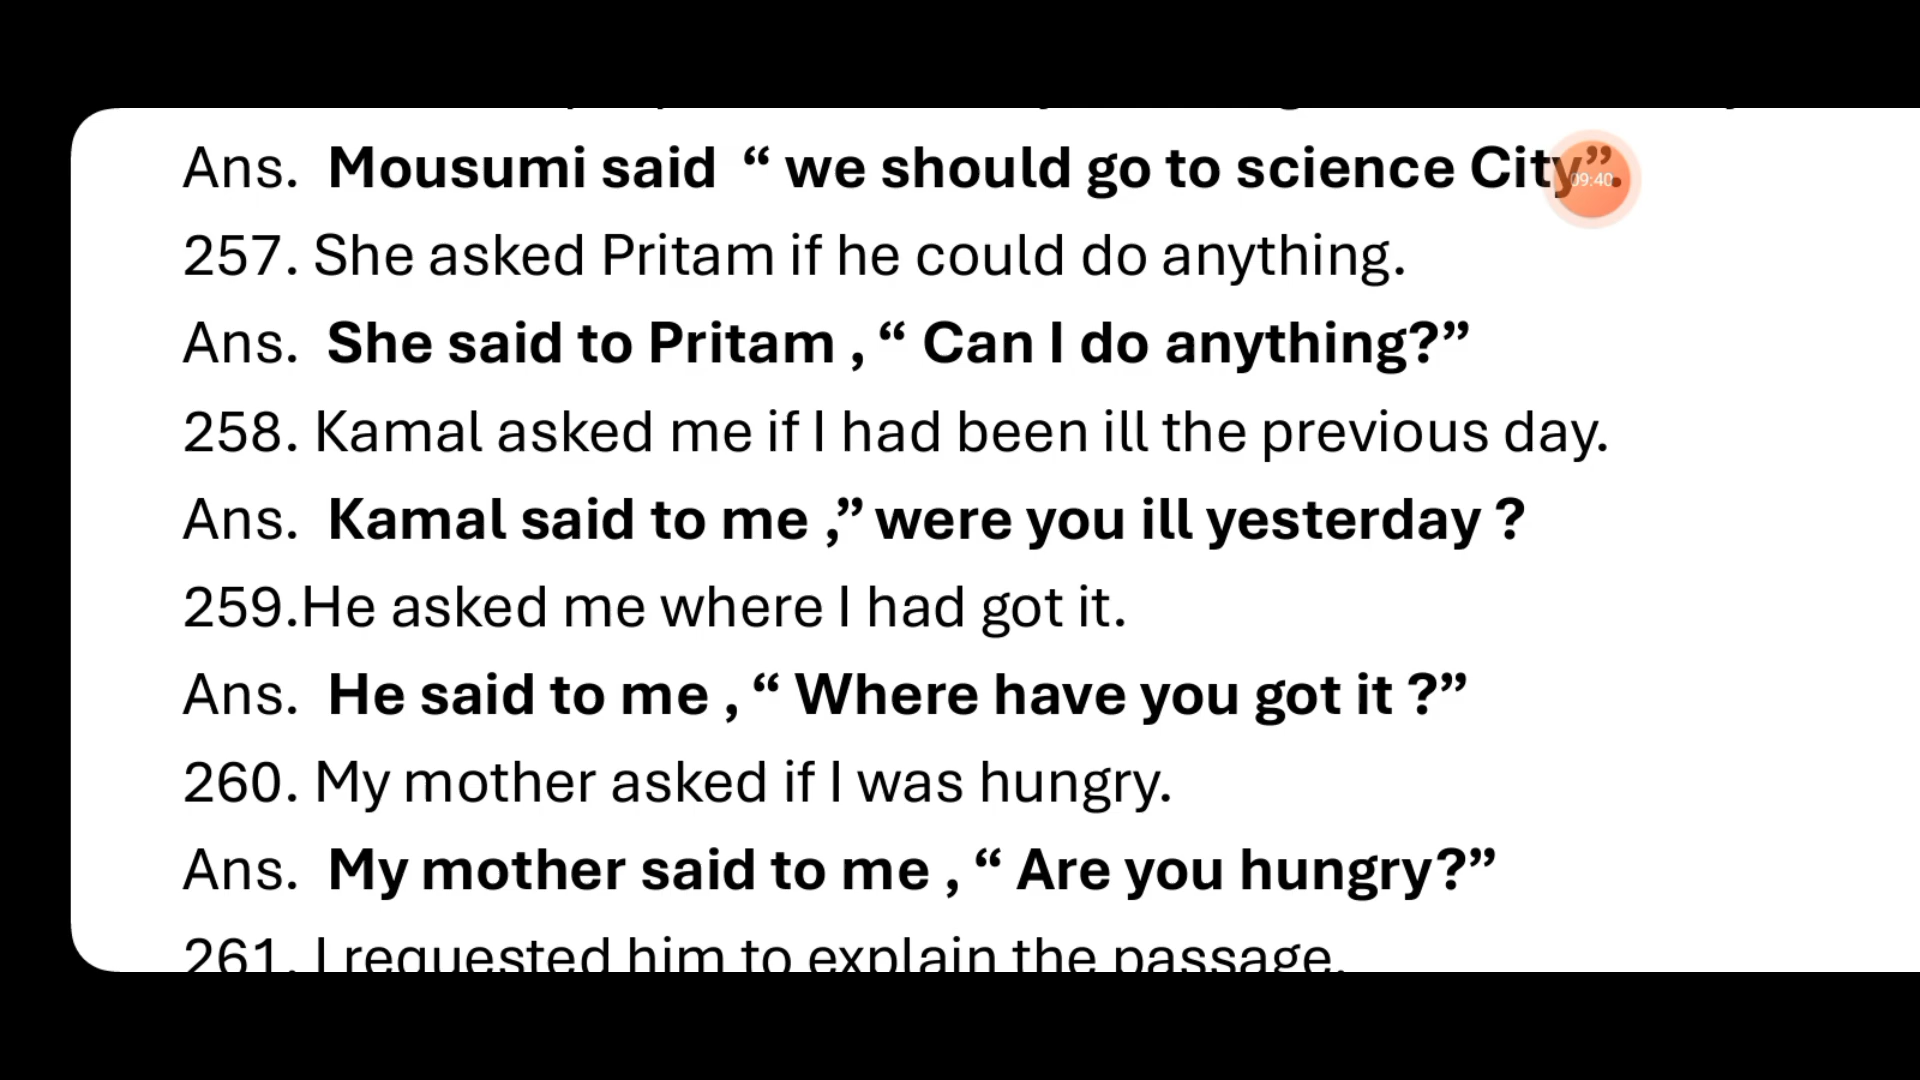 Ans. Mousumi said “ we should go to science City”.
09:40
257. She asked Pritam if he could do anything.
Ans. She said to Pritam , “ Can I do anything?”
258. Kamal asked me if I had been ill the previous day.
Ans. Kamal said to me ,” were you ill yesterday ?
259.He asked me where I had got it.
Ans. He said to me , “ Where have you got it ?”
260. My mother asked if I was hungry.
Ans. My mother said to me , “ Are you hungry?”
261. I requested him to explain the passage.